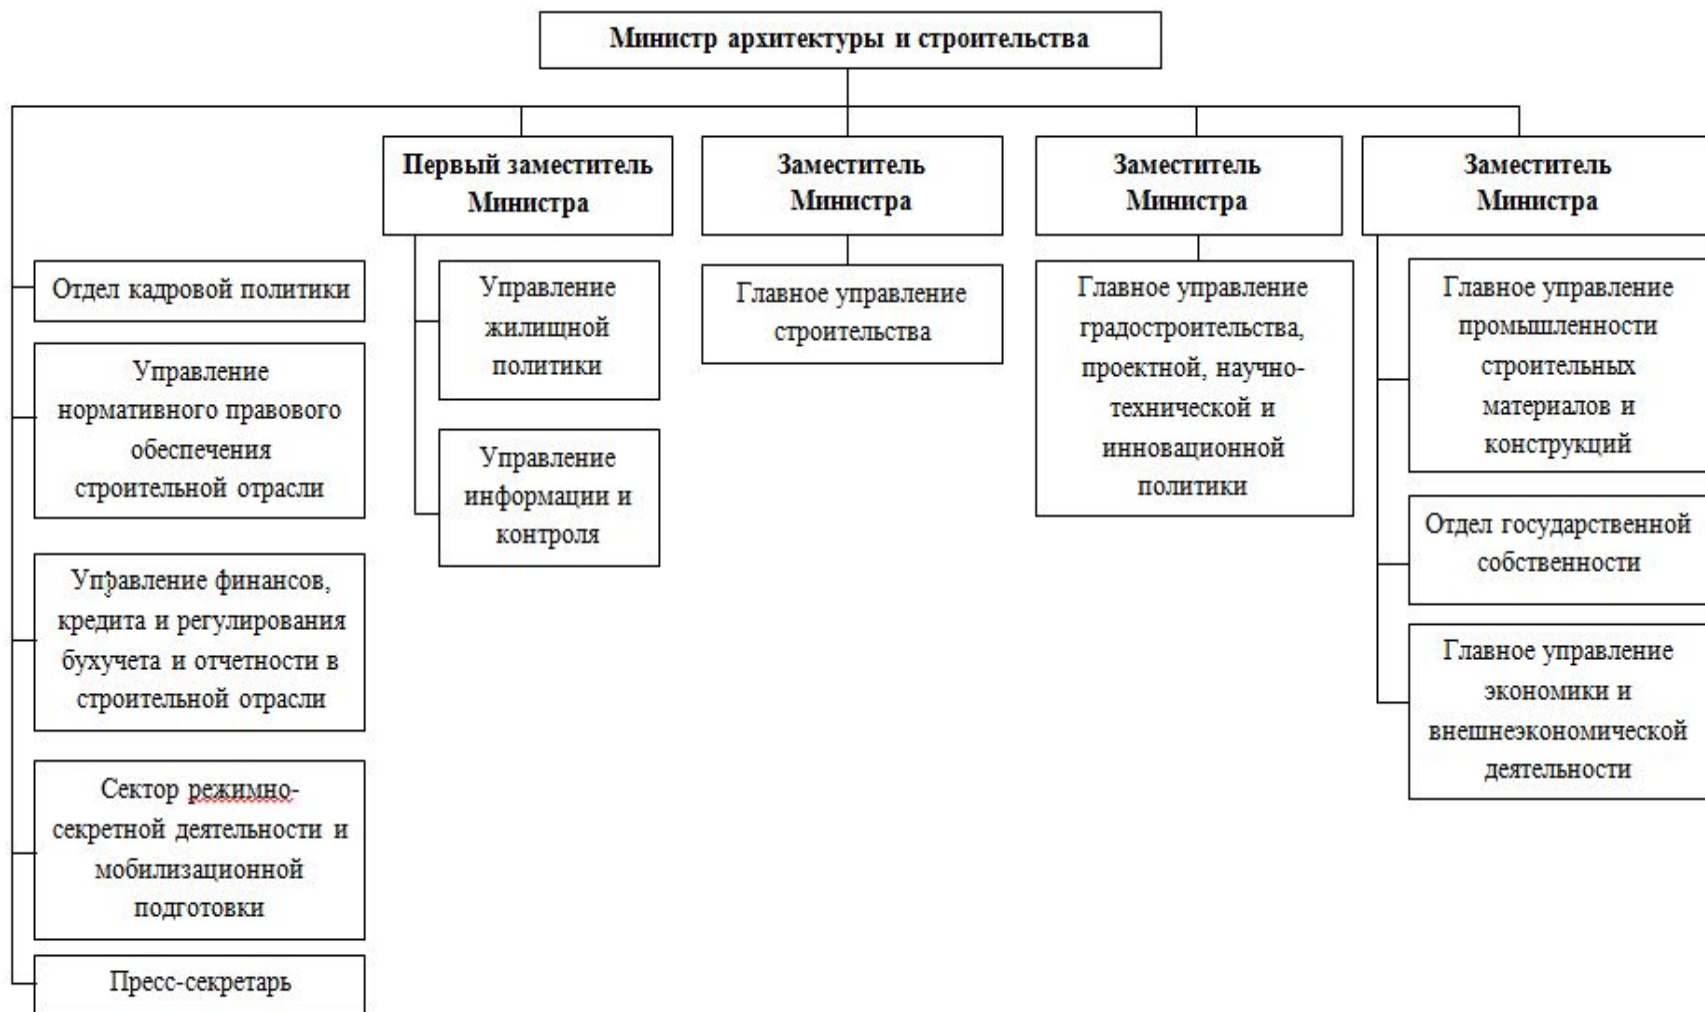 Министр архитектуры и строительства
Первый заместитель
Министра
Заместитель
Министра
Заместитель
Министра
Заместитель
Министра
Отдел кадровой политики
Управление
нормативного правового
обеспечения
строительной отрасли
Управление финансов,
кредита и регулирования
бухучета и отчетности в
строительной отрасли
Сектор режимно-
секретной деятельности и
мобилизационной
подготовки
Пресс-секретарь
Управление
жилищной
политики
Управление
информации и
контроля
Главное управление
строительства
Главное управление
градостроительства,
проектной, научно-
технической и
инновационной
политики
Главное управление
промышленности
строительных
материалов и
конструкций
Отдел государственной
собственности
Главное управление
экономики и
внешнеэкономической
деятельности